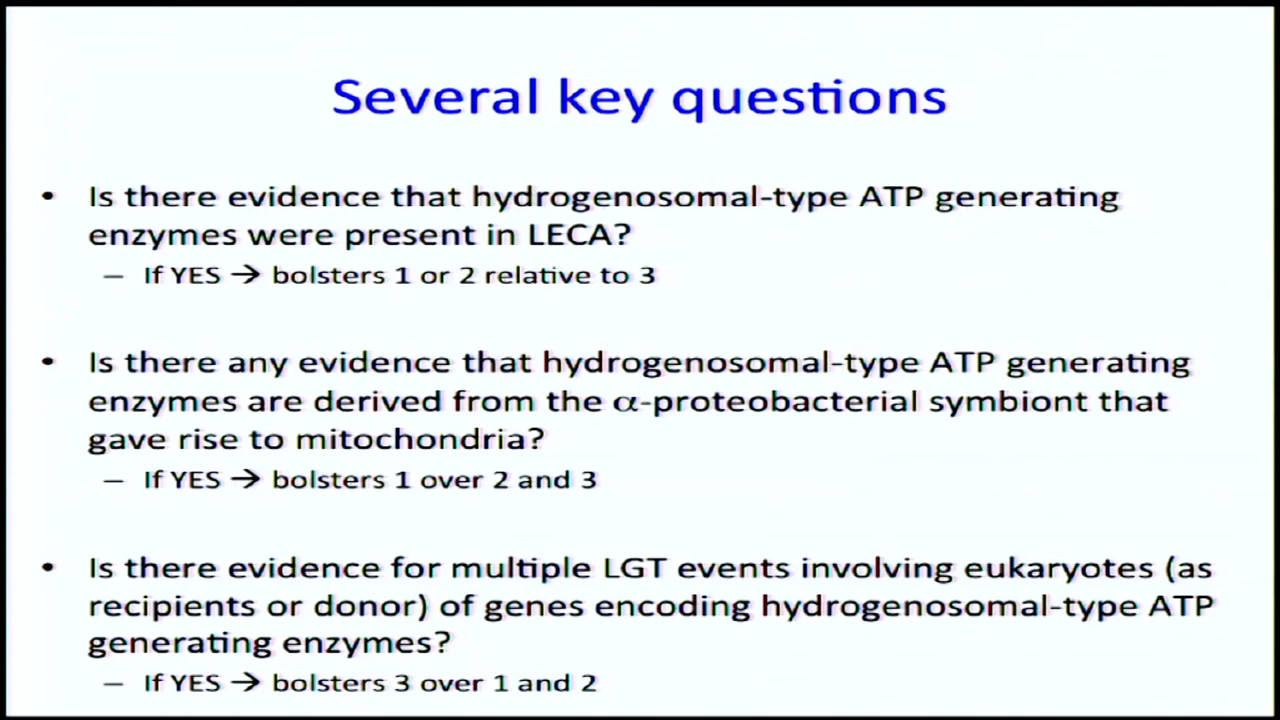 Several key questions
• Is there evidence that hydrogenosomal-type ATP generating
enzymes were present in LECA?
– If YES → bolsters 1 or 2 relative to 3
• Is there any evidence that hydrogenosomal-type ATP generating
enzymes are derived from the α-proteobacterial symbiont that
gave rise to mitochondria?
– If YES → bolsters 1 over 2 and 3
• Is there evidence for multiple LGT events involving eukaryotes (as
recipients or donor) of genes encoding hydrogenosomal-type ATP
generating enzymes?
– If YES → bolsters 3 over 1 and 2